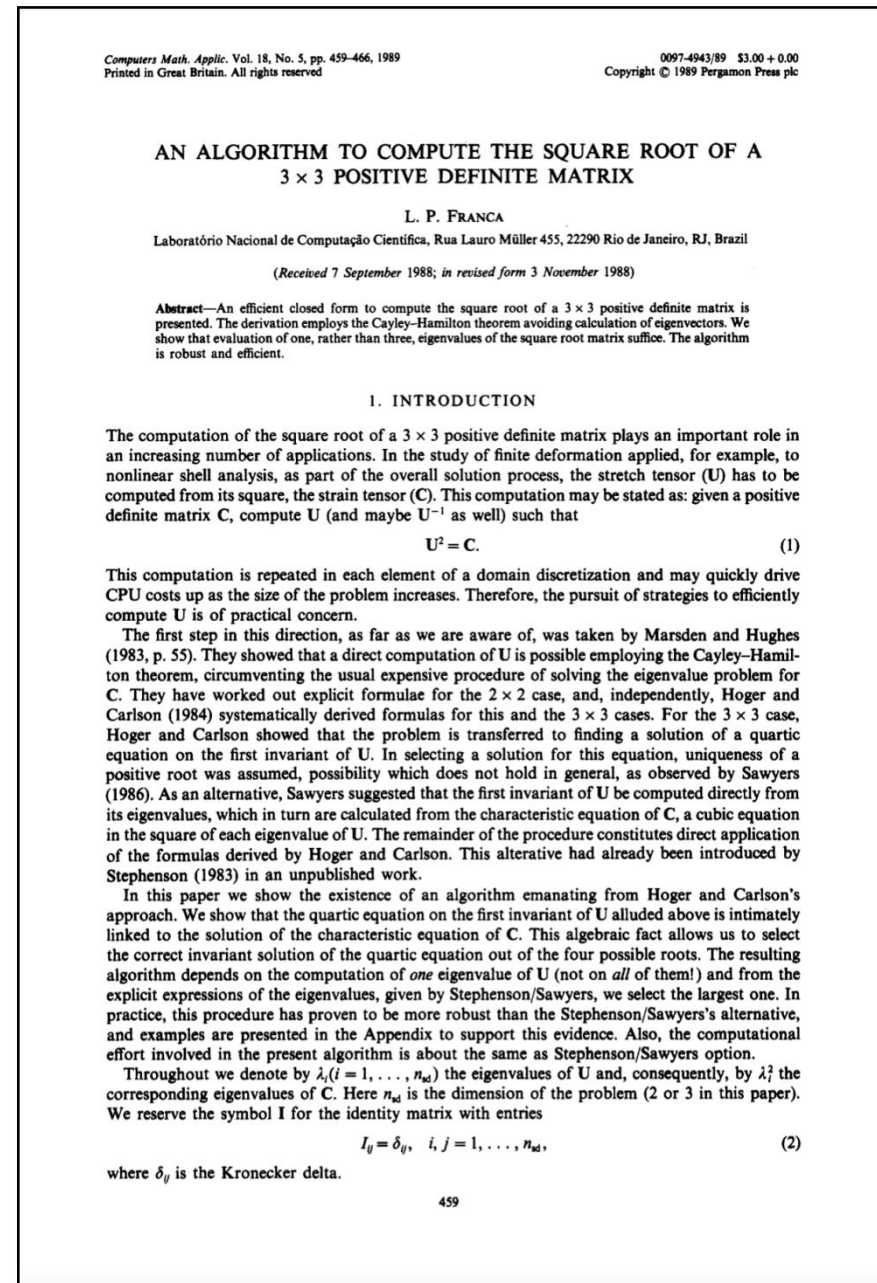 Computers Math. Applic. Vol. 18, No. 5, pp. 459–466, 1989
Printed in Great Britain. All rights reserved
0097-4943/89 $3.00 + 0.00
Copyright © 1989 Pergamon Press plc
AN ALGORITHM TO COMPUTE THE SQUARE ROOT OF A
3 × 3 POSITIVE DEFINITE MATRIX
L. P. FRANCA
Laboratório Nacional de Computação Científica, Rua Lauro Müller 455, 22290 Rio de Janeiro, RJ, Brazil
(Received 7 September 1988; in revised form 3 November 1988)
Abstract—An efficient closed form to compute the square root of a 3 × 3 positive definite matrix is
presented. The derivation employs the Cayley–Hamilton theorem avoiding calculation of eigenvectors. We
show that evaluation of one, rather than three, eigenvalues of the square root matrix suffice. The algorithm
is robust and efficient.
1. INTRODUCTION
The computation of the square root of a 3 × 3 positive definite matrix plays an important role in
an increasing number of applications. In the study of finite deformation applied, for example, to
nonlinear shell analysis, as part of the overall solution process, the stretch tensor (U) has to be
computed from its square, the strain tensor (C). This computation may be stated as: given a positive
definite matrix C, compute U (and maybe U⁻¹ as well) such that
U² = C. (1)
This computation is repeated in each element of a domain discretization and may quickly drive
CPU costs up as the size of the problem increases. Therefore, the pursuit of strategies to efficiently
compute U is of practical concern.
The first step in this direction, as far as we are aware of, was taken by Marsden and Hughes
(1983, p. 55). They showed that a direct computation of U is possible employing the Cayley–Hamil-
ton theorem, circumventing the usual expensive procedure of solving the eigenvalue problem for
C. They have worked out explicit formulae for the 2 × 2 case, and, independently, Hoger and
Carlson (1984) systematically derived formulas for this and the 3 × 3 cases. For the 3 × 3 case,
Hoger and Carlson showed that the problem is transferred to finding a solution of a quartic
equation on the first invariant of U. In selecting a solution for this equation, uniqueness of a
positive root was assumed, possibility which does not hold in general, as observed by Sawyers
(1986). As an alternative, Sawyers suggested that the first invariant of U be computed directly from
its eigenvalues, which in turn are calculated from the characteristic equation of C, a cubic equation
in the square of each eigenvalue of U. The remainder of the procedure constitutes direct application
of the formulas derived by Hoger and Carlson. This alterative had already been introduced by
Stephenson (1983) in an unpublished work.
In this paper we show the existence of an algorithm emanating from Hoger and Carlson's
approach. We show that the quartic equation on the first invariant of U alluded above is intimately
linked to the solution of the characteristic equation of C. This algebraic fact allows us to select
the correct invariant solution of the quartic equation out of the four possible roots. The resulting
algorithm depends on the computation of one eigenvalue of U (not on all of them!) and from the
explicit expressions of the eigenvalues, given by Stephenson/Sawyers, we select the largest one. In
practice, this procedure has proven to be more robust than the Stephenson/Sawyers's alternative,
and examples are presented in the Appendix to support this evidence. Also, the computational
effort involved in the present algorithm is about the same as Stephenson/Sawyers option.
Throughout we denote by λᵢ(i = 1, . . . , n_sd) the eigenvalues of U and, consequently, by λᵢ² the
corresponding eigenvalues of C. Here n_sd is the dimension of the problem (2 or 3 in this paper).
We reserve the symbol I for the identity matrix with entries
I_ij = δ_ij, i, j = 1, . . . , n_sd, (2)
where δ_ij is the Kronecker delta.
459